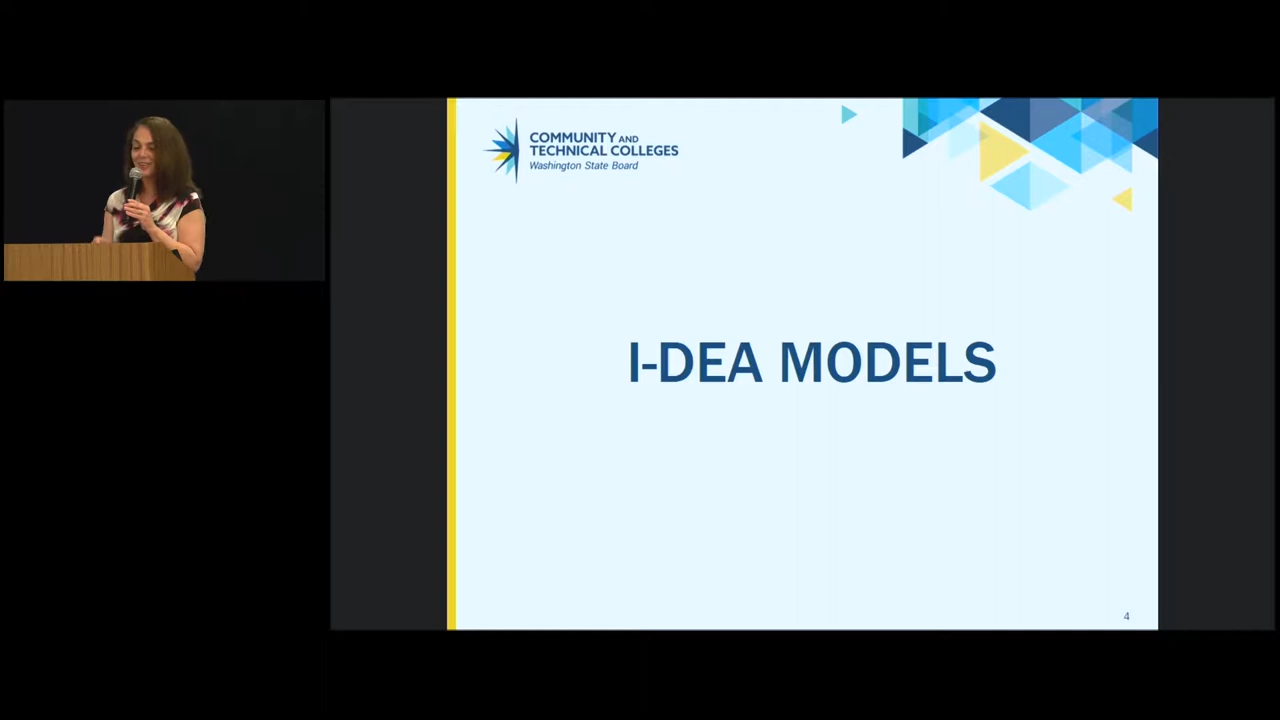 COMMUNITY AND
TECHNICAL COLLEGES
Washington State Board
I-DEA MODELS
4